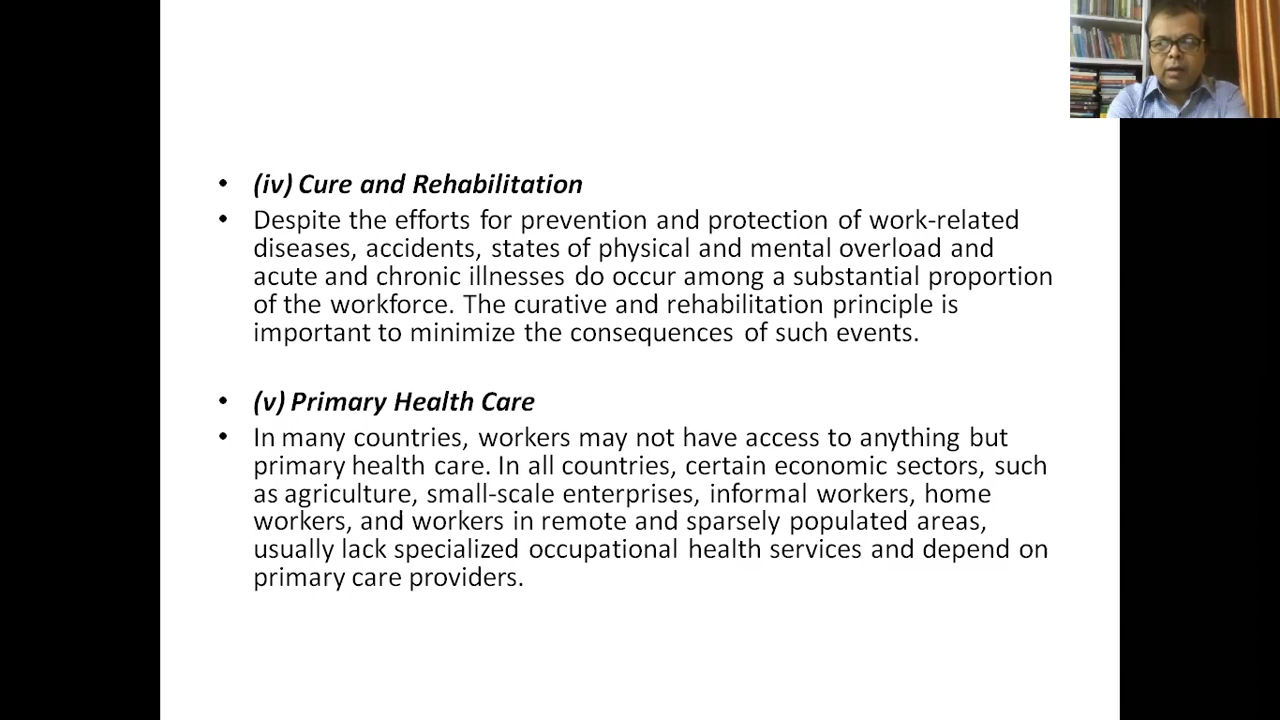 • (iv) Cure and Rehabilitation
• Despite the efforts for prevention and protection of work-related
diseases, accidents, states of physical and mental overload and
acute and chronic illnesses do occur among a substantial proportion
of the workforce. The curative and rehabilitation principle is
important to minimize the consequences of such events.
• (v) Primary Health Care
• In many countries, workers may not have access to anything but
primary health care. In all countries, certain economic sectors, such
as agriculture, small-scale enterprises, informal workers, home
workers, and workers in remote and sparsely populated areas,
usually lack specialized occupational health services and depend on
primary care providers.